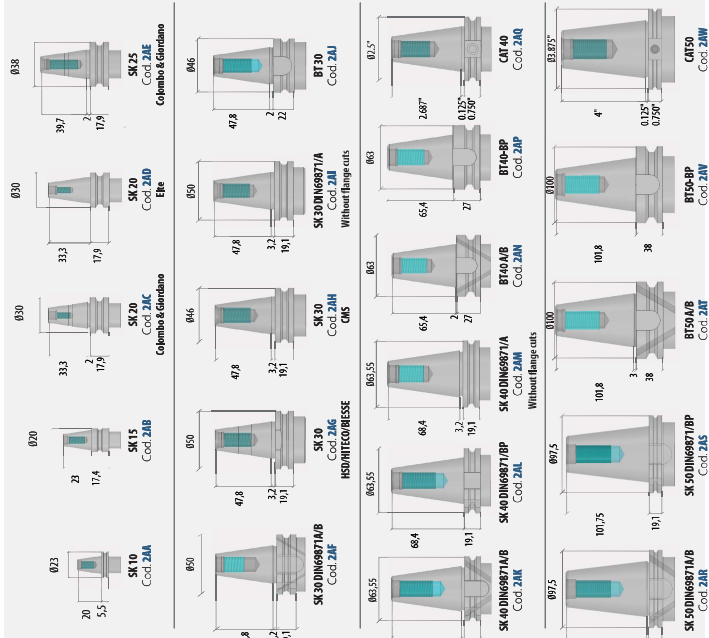 Ø38
39,7
2
17,9
SK 25
Cod. 2AE
Colombo & Giordano
Ø30
33,3
17,9
SK 20
Cod. 2AD
Elte
Ø30
33,3
2
17,9
SK 20
Cod. 2AC
Colombo & Giordano
Ø20
23
17,4
SK 15
Cod. 2AB
Ø23
20
5,5
SK 10
Cod. 2AA
Ø46
47,8
2
22
BT 30
Cod. 2AJ
Ø50
47,8
3,2
19,1
SK 30 DIN69871/A
Cod. 2AI
Without flange cuts
Ø46
47,8
3,2
19,1
SK 30
Cod. 2AH
CMS
Ø50
47,8
3,2
19,1
SK 30
Cod. 2AG
HSD/HITECO/BIESSE
Ø50
SK 30 DIN69871A/B
Cod. 2AF
Ø2.5"
2.687"
0.125"
0.750"
CAT 40
Cod. 2AQ
Ø63
65,4
27
BT40-BP
Cod. 2AP
Ø63
65,4
2
27
BT40 A/B
Cod. 2AN
Ø63,55
68,4
3,2
19,1
SK 40 DIN69871/A
Cod. 2AM
Without flange cuts
Ø63,55
68,4
19,1
SK 40 DIN69871/BP
Cod. 2AL
Ø63,55
SK 40 DIN69871A/B
Cod. 2AK
Ø3.875"
4"
0.125"
0.750"
CAT50
Cod. 2AW
Ø100
101,8
38
BT50-BP
Cod. 2AV
Ø100
101,8
3
38
BT50 A/B
Cod. 2AT
Ø97,5
101,75
19,1
SK 50 DIN69871/BP
Cod. 2AS
Ø97,5
SK 50 DIN69871A/B
Cod. 2AR